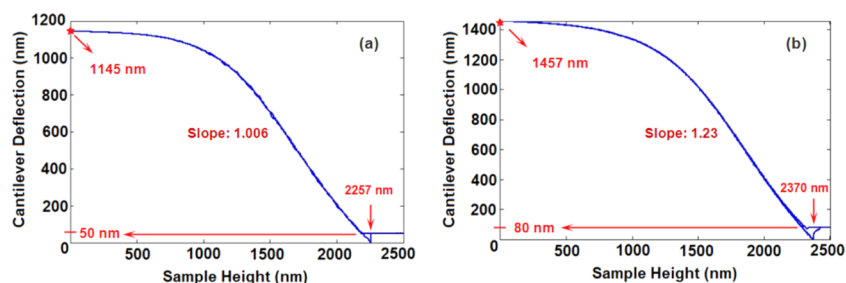 1200
1000
800
600
400
200
0
Cantilever Deflection (nm)
(a)
1145 nm
Slope: 1.006
2257 nm
50 nm
500
1000
1500
2000
2500
Sample Height (nm)
1400
1200
1000
800
600
400
200
0
Cantilever Deflection (nm)
(b)
1457 nm
Slope: 1.23
2370 nm
80 nm
500
1000
1500
2000
2500
Sample Height (nm)